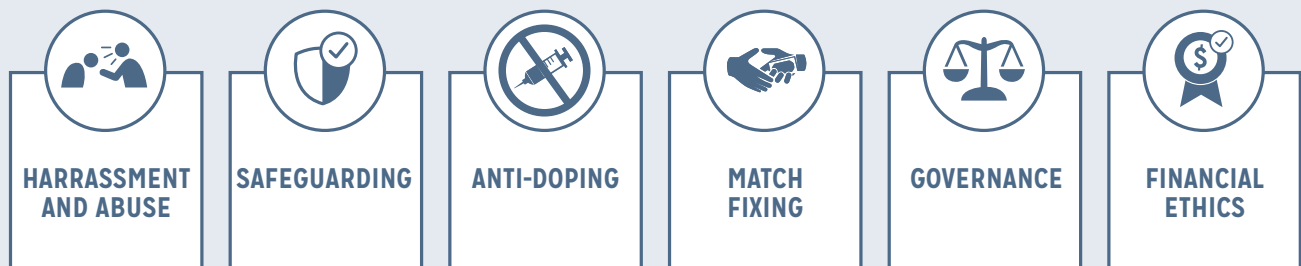 HARRASSMENT
AND ABUSE
SAFEGUARDING
ANTI-DOPING
MATCH
FIXING
GOVERNANCE
$
FINANCIAL
ETHICS